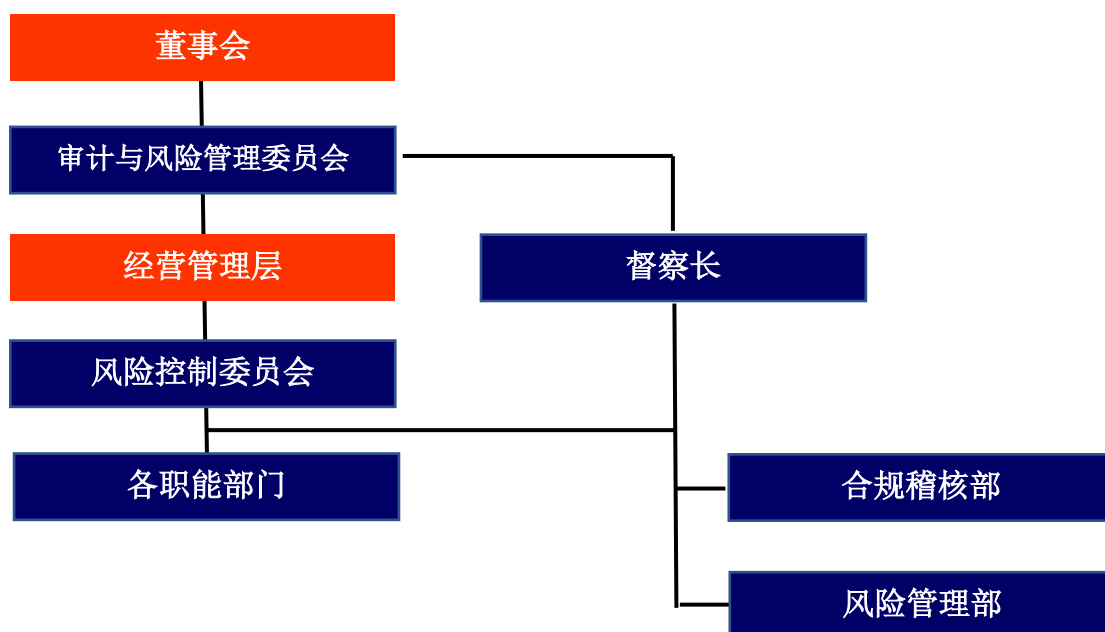 董事会
审计与风险管理委员会
经营管理层
督察长
风险控制委员会
各职能部门
合规稽核部
风险管理部